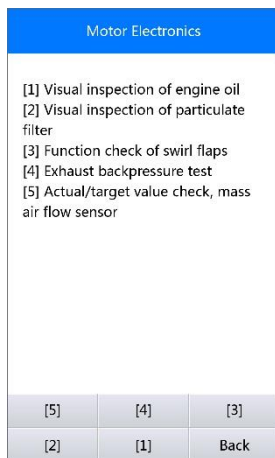 Motor Electronics
[1] Visual inspection of engine oil
[2] Visual inspection of particulate
filter
[3] Function check of swirl flaps
[4] Exhaust backpressure test
[5] Actual/target value check, mass
air flow sensor
[5] [4] [3]
[2] [1] Back